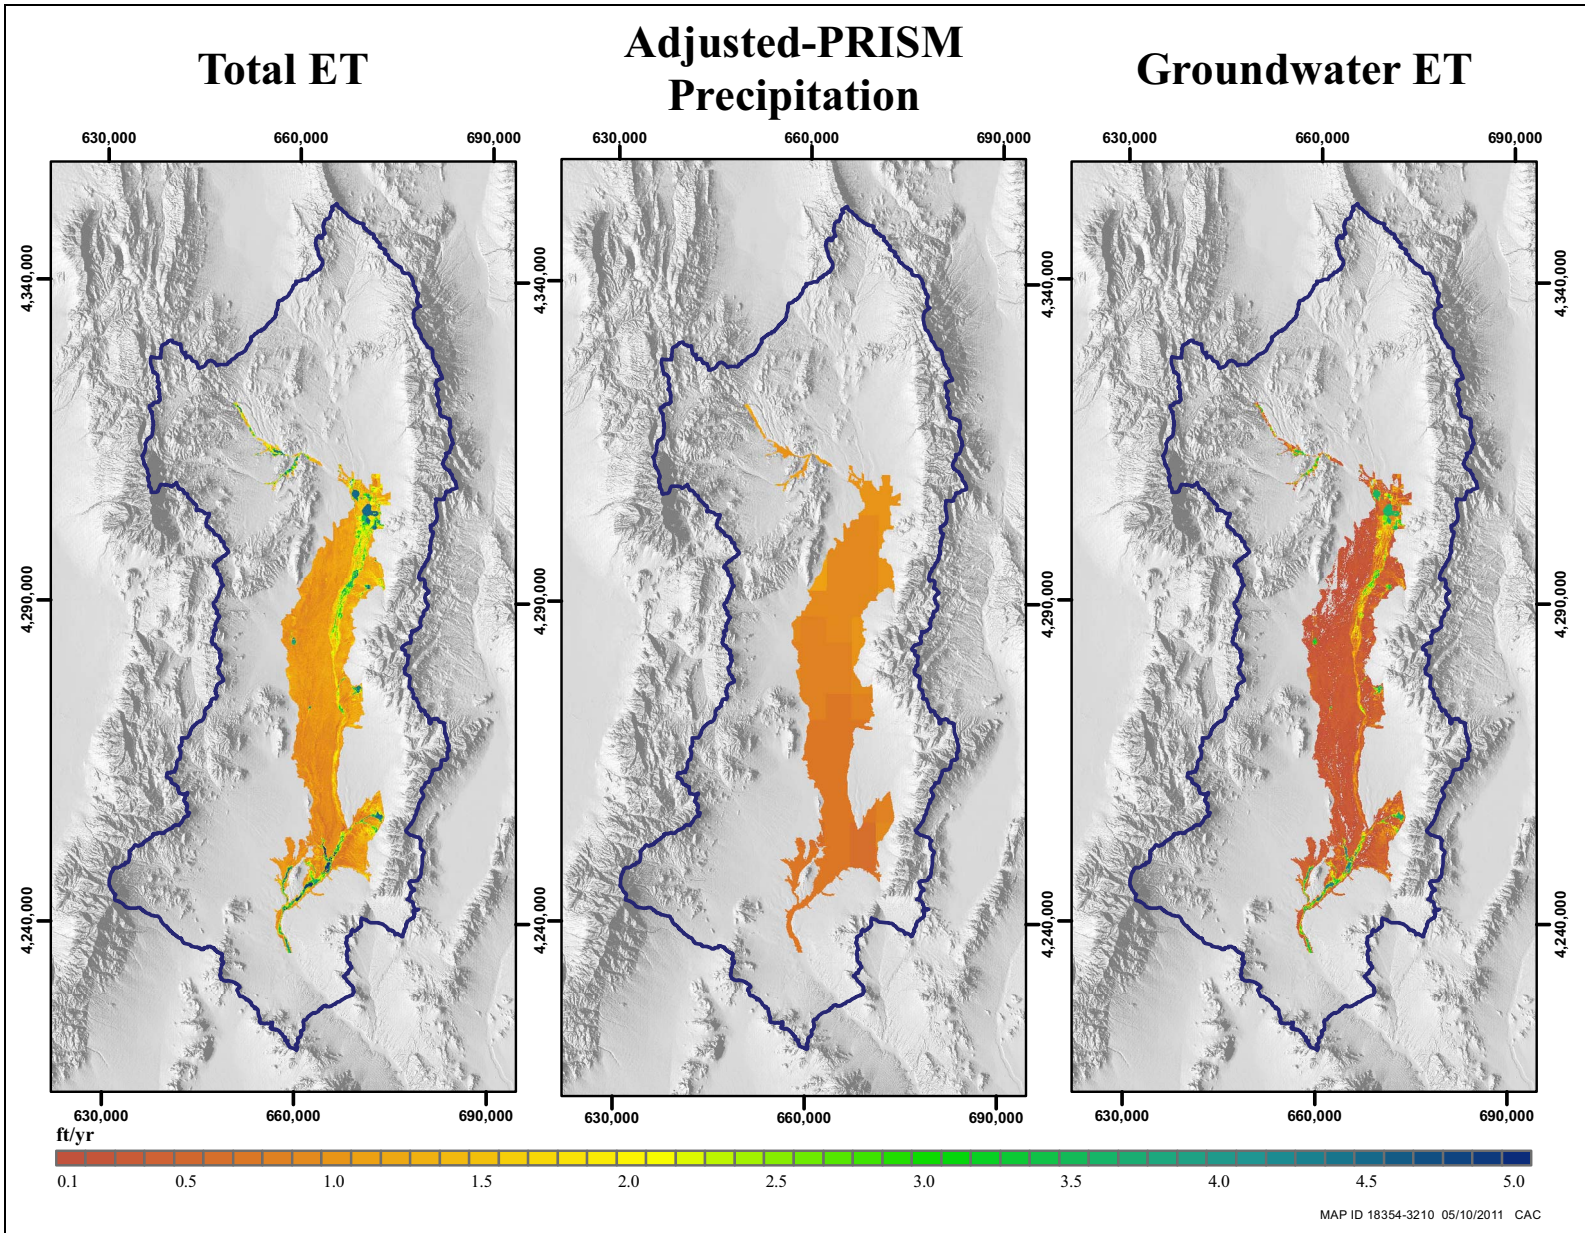 Total ET
Adjusted-PRISM
Precipitation
Groundwater ET
630,000 660,000 690,000
630,000 660,000 690,000
630,000 660,000 690,000
4,340,000 4,340,000 4,340,000 4,340,000
4,290,000 4,290,000 4,290,000 4,290,000
4,240,000 4,240,000 4,240,000 4,240,000
630,000 660,000 690,000
630,000 660,000 690,000
630,000 660,000 690,000
ft/yr
0.1 0.5 1.0 1.5 2.0 2.5 3.0 3.5 4.0 4.5 5.0
MAP ID 18354-3210 05/10/2011 CAC